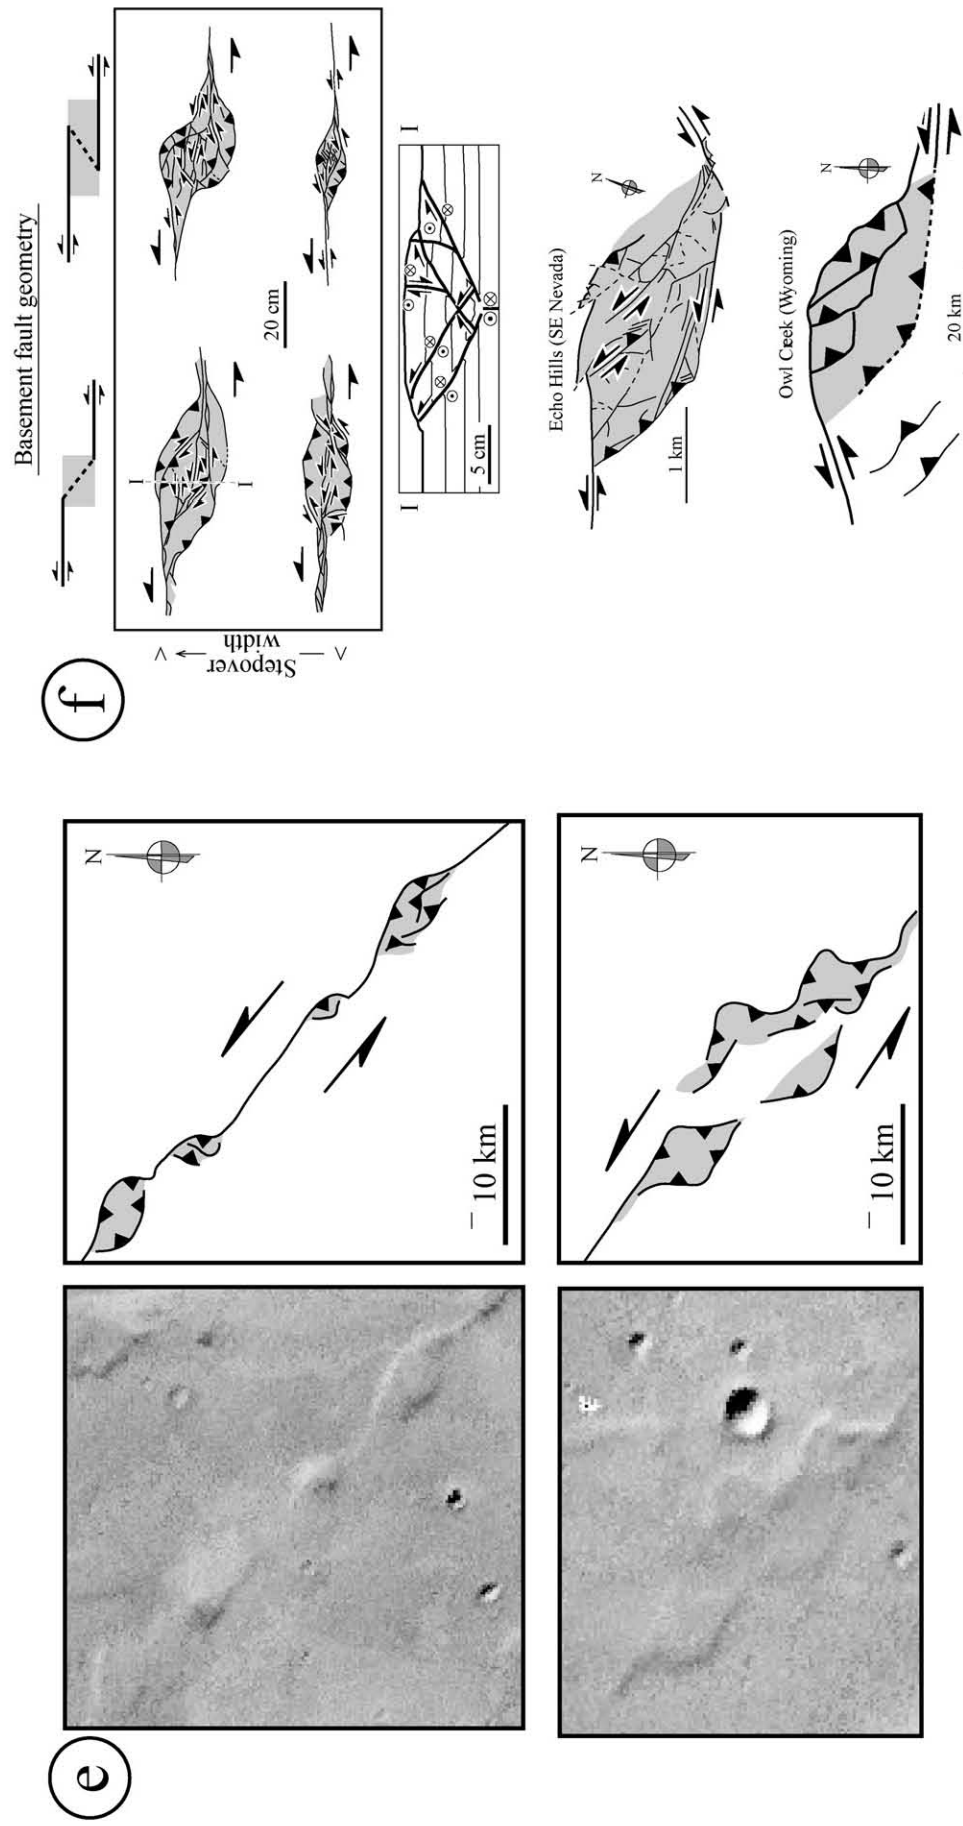 e
N
– 10 km
N
– 10 km
f
Basement fault geometry
< Stepover width >
I
I
20 cm
I
I
5 cm
Echo Hills (SE Nevada)
N
1 km
Owl Creek (Wyoming)
N
20 km